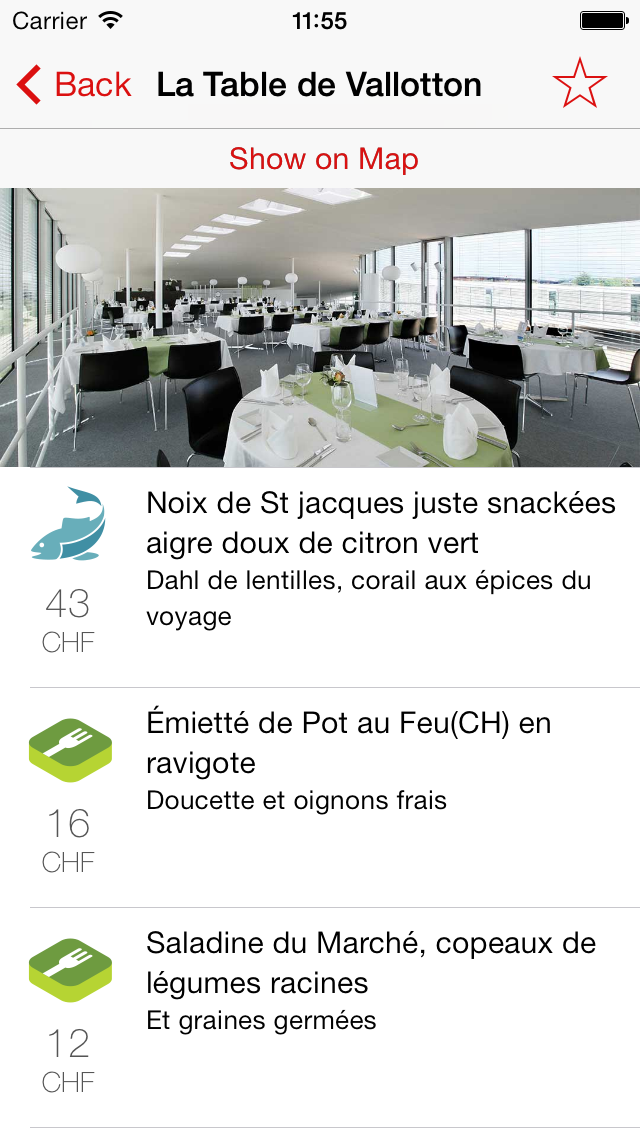 Carrier 11:55
Back La Table de Vallotton
Show on Map
Noix de St jacques juste snackées
aigre doux de citron vert
Dahl de lentilles, corail aux épices du
voyage
43
CHF
Émietté de Pot au Feu(CH) en
ravigote
Doucette et oignons frais
16
CHF
Saladine du Marché, copeaux de
légumes racines
Et graines germées
12
CHF